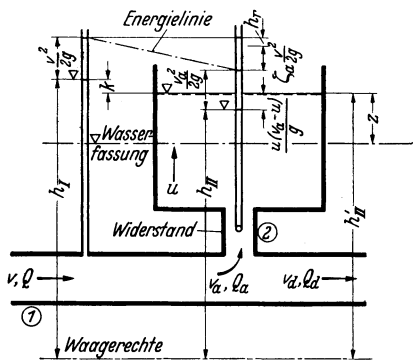 Energielinie
h_r
v²/2g
ζ_a v²/2g
k
v_a²/2g
u(v_a-u)/g
z
Wasser-
fassung
u
h_I
h_II
h'_II
Widerstand
②
v, Q
v_a, Q_a
v_d, Q_d
①
Waagerechte